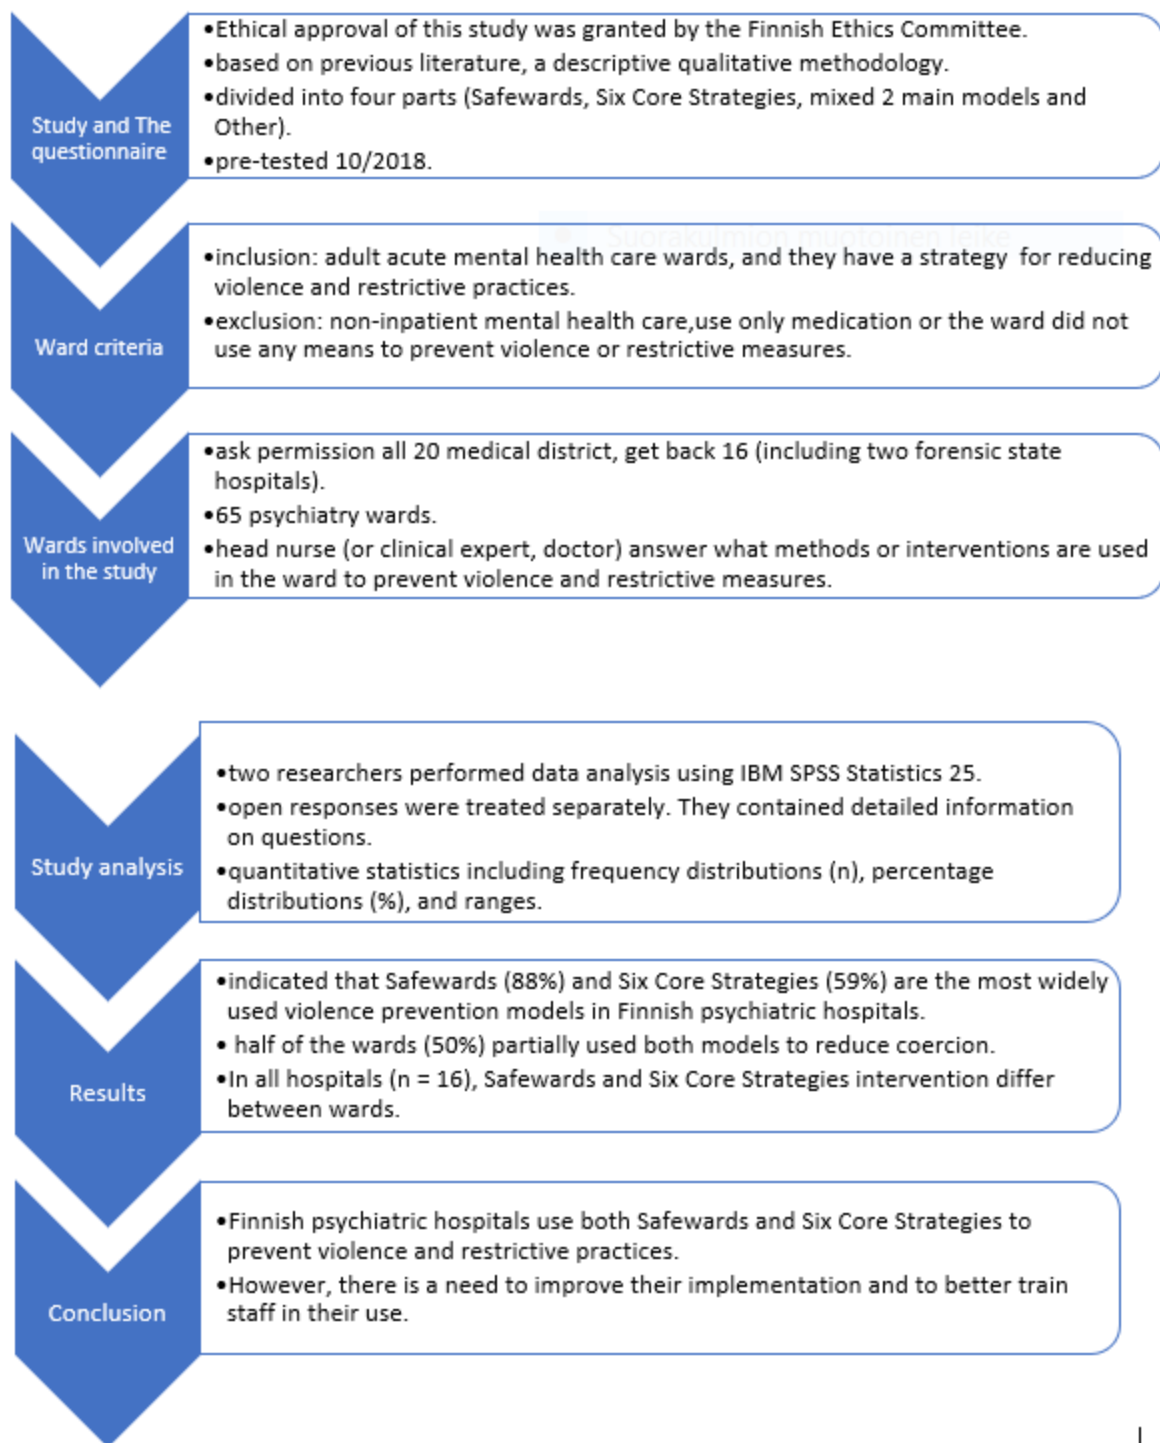 Study and The
questionnaire
•Ethical approval of this study was granted by the Finnish Ethics Committee.
•based on previous literature, a descriptive qualitative methodology.
•divided into four parts (Safewards, Six Core Strategies, mixed 2 main models and
Other).
•pre-tested 10/2018.
Suorakulmion muotoinen leike
Ward criteria
•inclusion: adult acute mental health care wards, and they have a strategy for reducing
violence and restrictive practices.
•exclusion: non-inpatient mental health care,use only medication or the ward did not
use any means to prevent violence or restrictive measures.
Wards involved
in the study
•ask permission all 20 medical district, get back 16 (including two forensic state
hospitals).
•65 psychiatry wards.
•head nurse (or clinical expert, doctor) answer what methods or interventions are used
in the ward to prevent violence and restrictive measures.
Study analysis
•two researchers performed data analysis using IBM SPSS Statistics 25.
•open responses were treated separately. They contained detailed information
on questions.
•quantitative statistics including frequency distributions (n), percentage
distributions (%), and ranges.
Results
•indicated that Safewards (88%) and Six Core Strategies (59%) are the most widely
used violence prevention models in Finnish psychiatric hospitals.
• half of the wards (50%) partially used both models to reduce coercion.
•In all hospitals (n = 16), Safewards and Six Core Strategies intervention differ
between wards.
Conclusion
•Finnish psychiatric hospitals use both Safewards and Six Core Strategies to
prevent violence and restrictive practices.
•However, there is a need to improve their implementation and to better train
staff in their use.